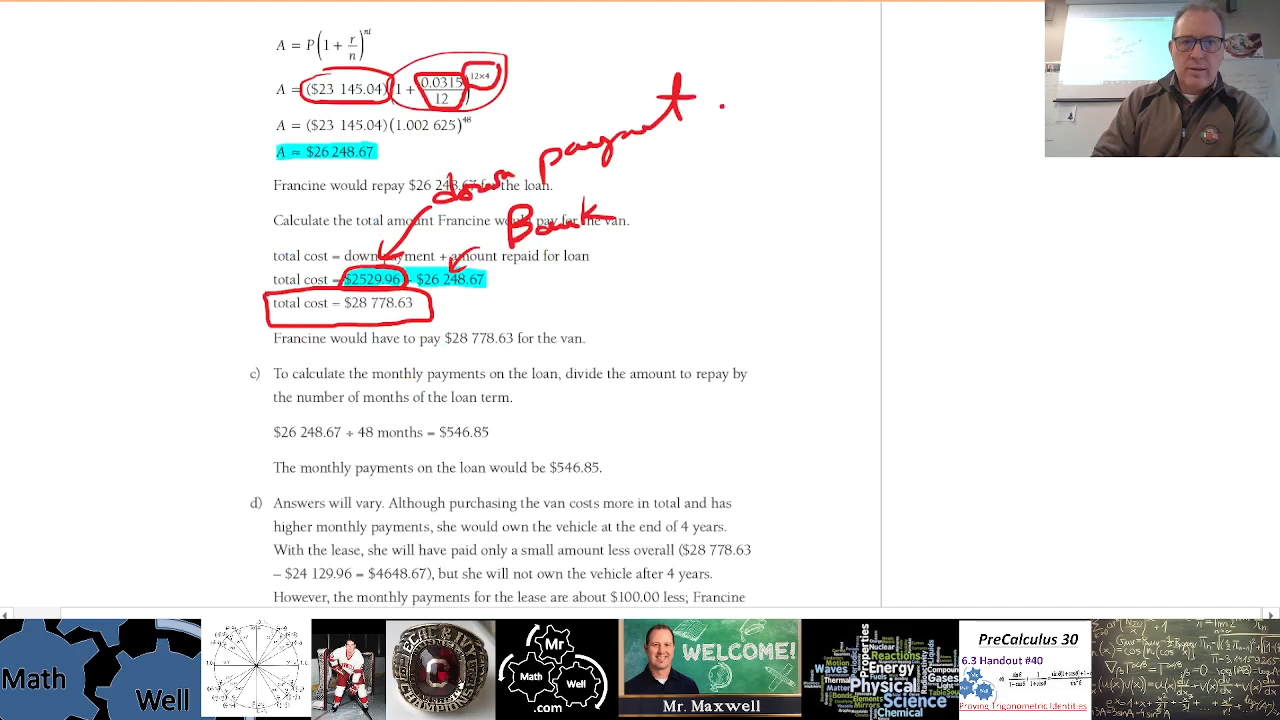 A = P(1 + r/n)^nt
A = ($23 145.04)(1 + 0.0315/12)^12×4
A = ($23 145.04)(1.002 625)^48
A ≈ $26 248.67
down payment
Francine would repay $26 248.67 for the loan.
Bank
Calculate the total amount Francine would pay for the van.
total cost = down payment + amount repaid for loan
total cost = $2529.96 + $26 248.67
total cost = $28 778.63
Francine would have to pay $28 778.63 for the van.
c) To calculate the monthly payments on the loan, divide the amount to repay by
the number of months of the loan term.
$26 248.67 ÷ 48 months = $546.85
The monthly payments on the loan would be $546.85.
d) Answers will vary. Although purchasing the van costs more in total and has
higher monthly payments, she would own the vehicle at the end of 4 years.
With the lease, she will have paid only a small amount less overall ($28 778.63
– $24 129.96 = $4648.67), but she will not own the vehicle after 4 years.
However, the monthly payments for the lease are about $100.00 less; Francine
Math
Well
Mr
Math
Well
.com
WELCOME!
Mr. Maxwell
Properties
Nuclear
Reactions
Motion
Waves
Energy
Thermal
Physical
Science
Chemical
PreCalculus 30
6.3 Handout #40
Proving Trigonometric Identities